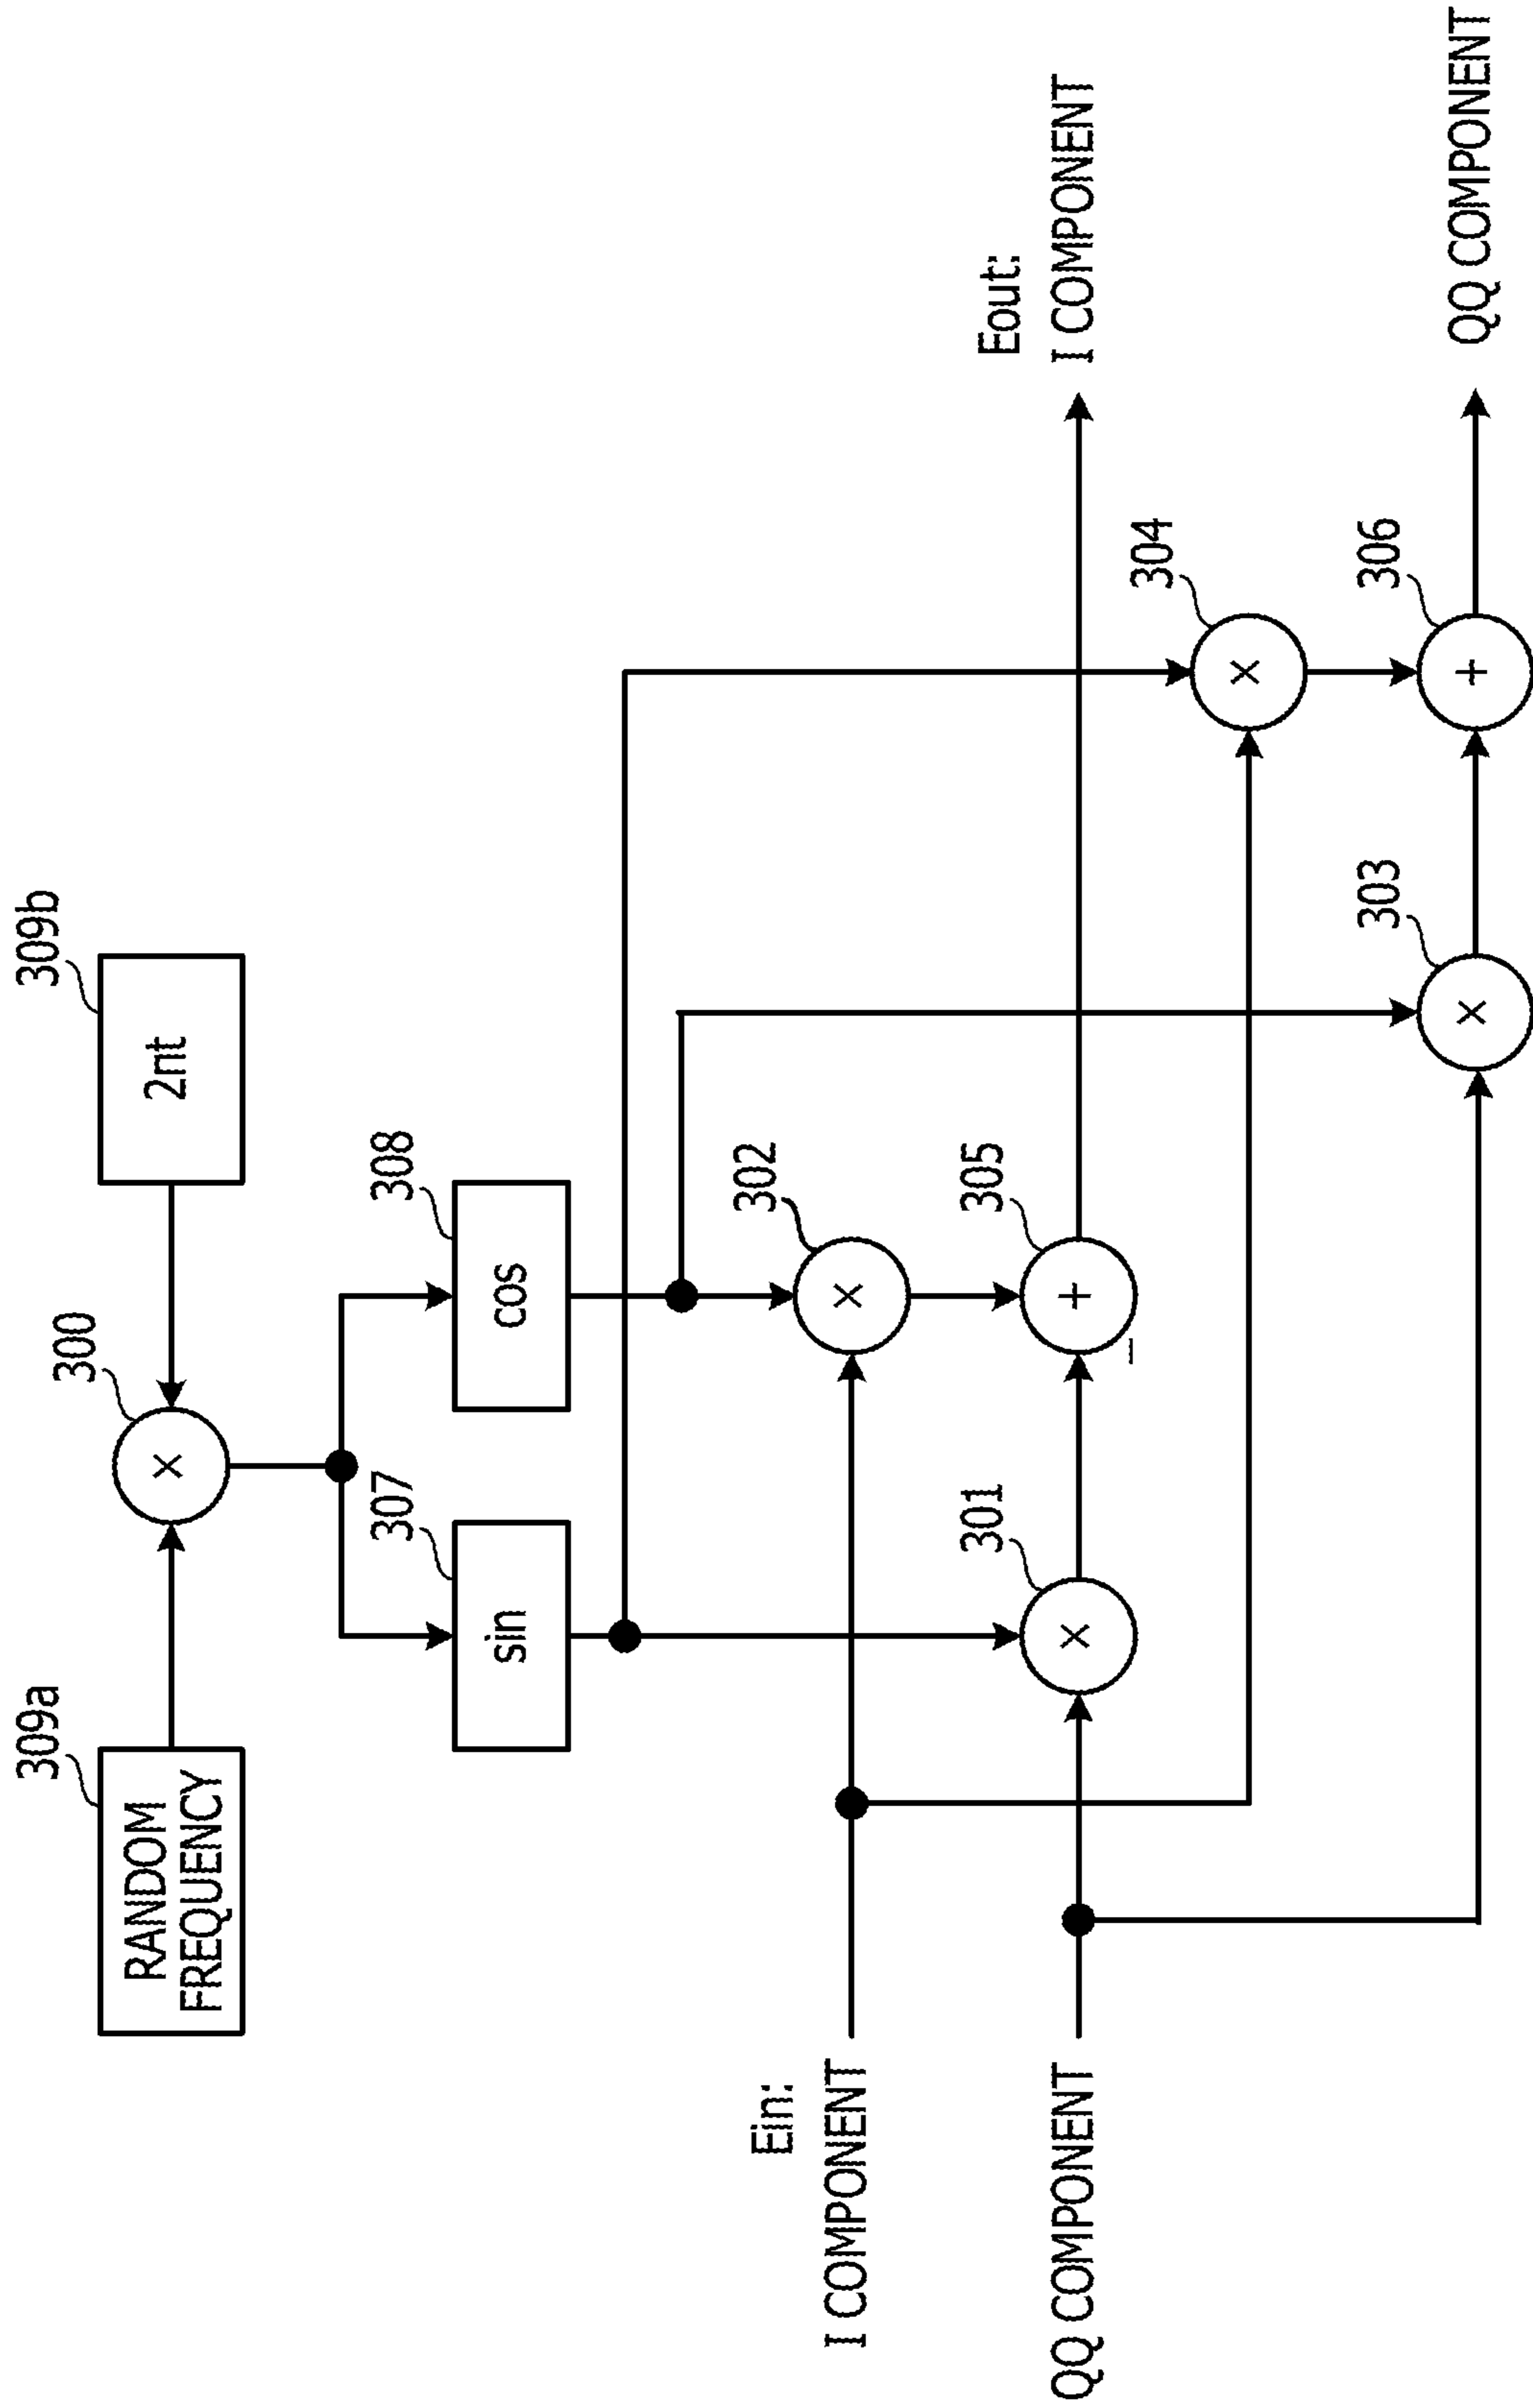 309a
RANDOM
FREQUENCY
300
×
309b
2nt
307
sin
308
cos
Ein:
I COMPONENT
QQ COMPONENT
302
×
301
×
305
+
−
304
×
303
×
306
+
Eout:
I COMPONENT
QQ COMPONENT